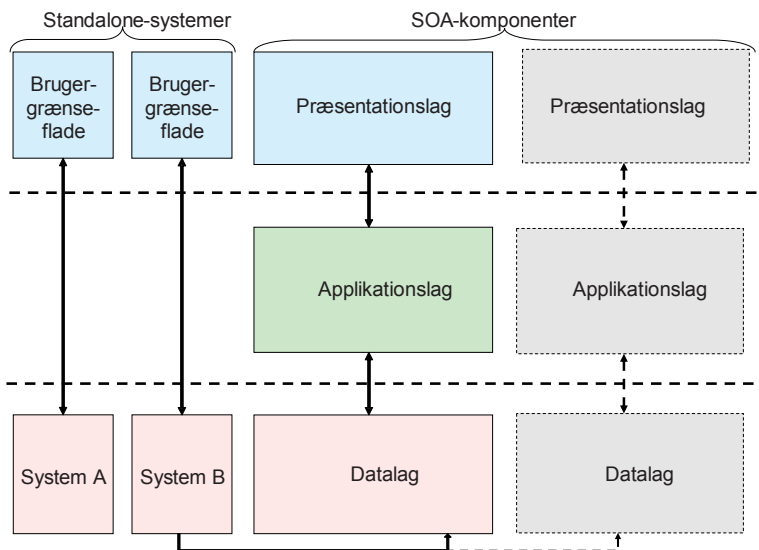 Standalone-systemer
SOA-komponenter
Bruger-
grænse-
flade
Bruger-
grænse-
flade
Præsentationslag
Præsentationslag
Applikationslag
Applikationslag
System A
System B
Datalag
Datalag